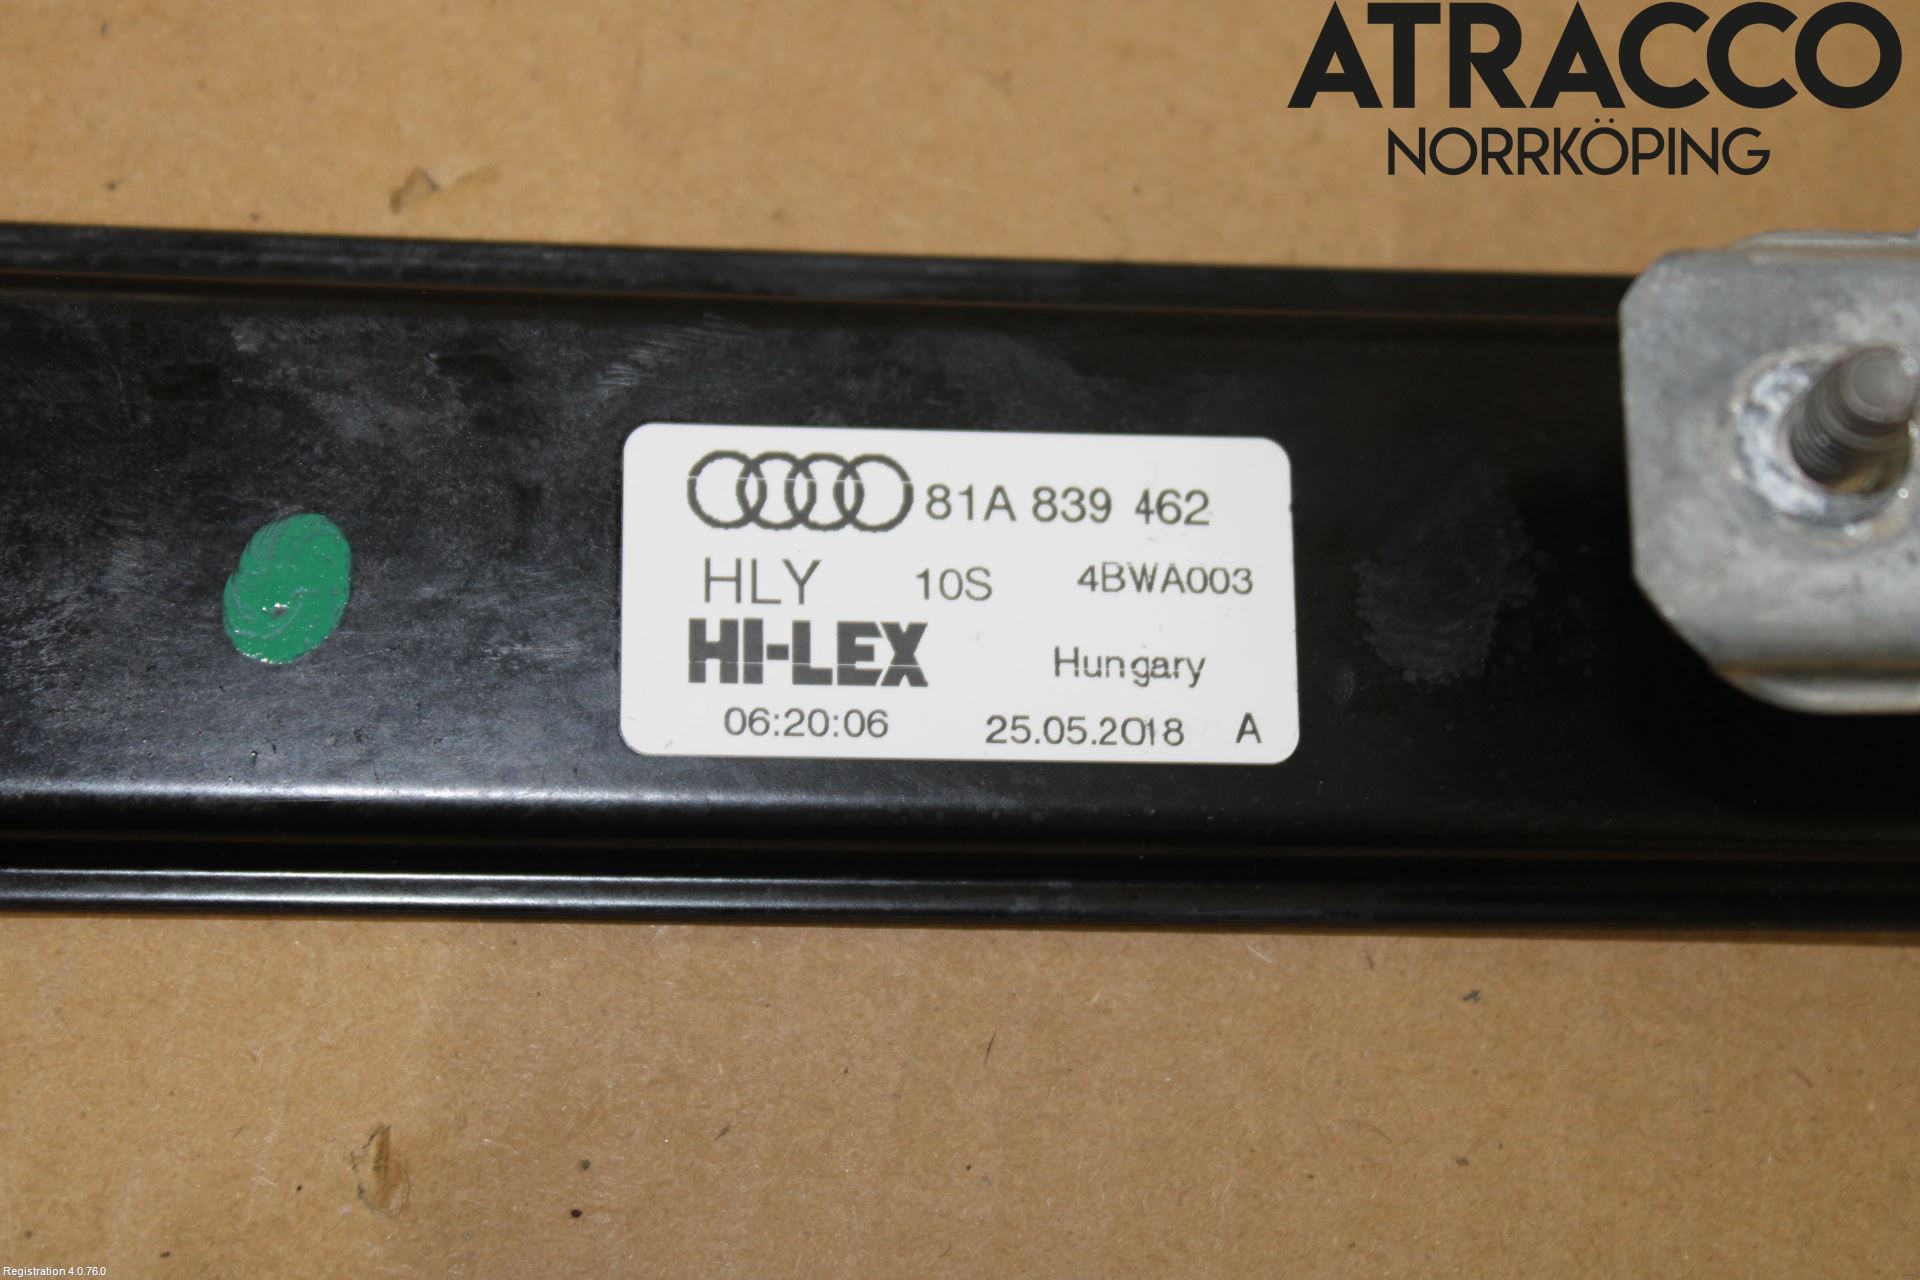 ATRACCO
NORRKÖPING
81A 839 462
HLY 10S 4BWA003
HI-LEX Hungary
06:20:06 25.05.2018 A
Registration 4.0.76.0